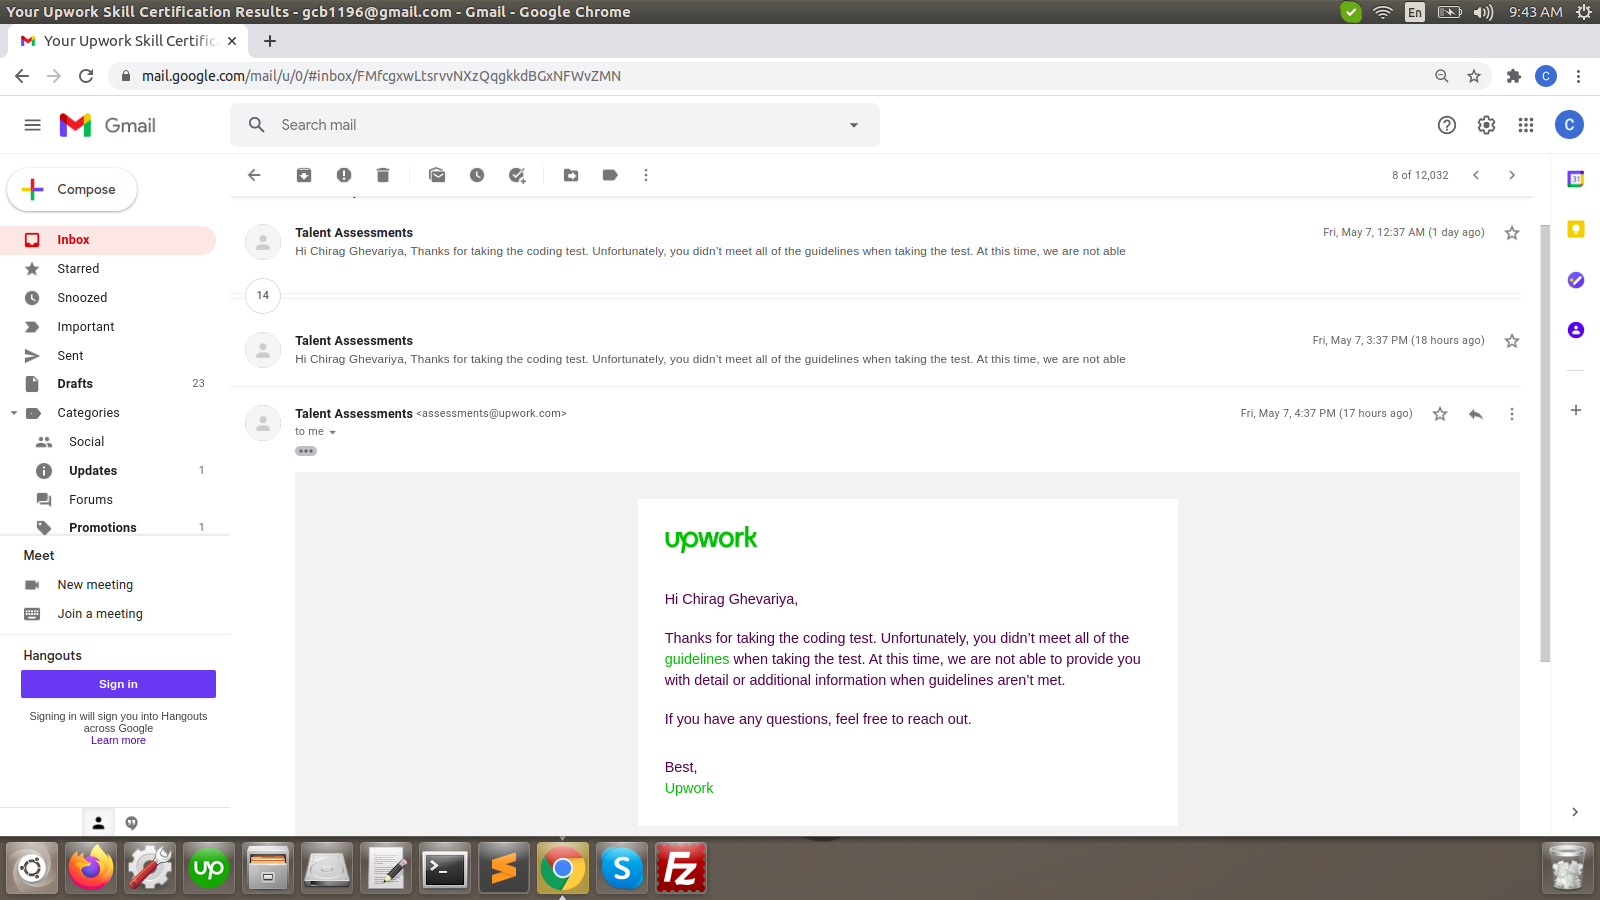 Your Upwork Skill Certification Results - gcb1196@gmail.com - Gmail - Google Chrome
En
9:43 AM
Your Upwork Skill Certific
mail.google.com/mail/u/0/#inbox/FMfcgxwLtsrvvNXzQqgkkdBGxNFWvZMN
C
Gmail
Search mail
C
Compose
8 of 12,032
31
Inbox
Starred
Snoozed
Important
Sent
Drafts 23
Categories
Social
Updates 1
Forums
Promotions 1
Meet
New meeting
Join a meeting
Hangouts
Sign in
Signing in will sign you into Hangouts
across Google
Learn more
Talent Assessments
Fri, May 7, 12:37 AM (1 day ago)
Hi Chirag Ghevariya, Thanks for taking the coding test. Unfortunately, you didn’t meet all of the guidelines when taking the test. At this time, we are not able
14
Talent Assessments
Fri, May 7, 3:37 PM (18 hours ago)
Hi Chirag Ghevariya, Thanks for taking the coding test. Unfortunately, you didn’t meet all of the guidelines when taking the test. At this time, we are not able
Talent Assessments <assessments@upwork.com>
Fri, May 7, 4:37 PM (17 hours ago)
to me
upwork
Hi Chirag Ghevariya,
Thanks for taking the coding test. Unfortunately, you didn’t meet all of the
guidelines when taking the test. At this time, we are not able to provide you
with detail or additional information when guidelines aren’t met.
If you have any questions, feel free to reach out.
Best,
Upwork
up
S
Fz